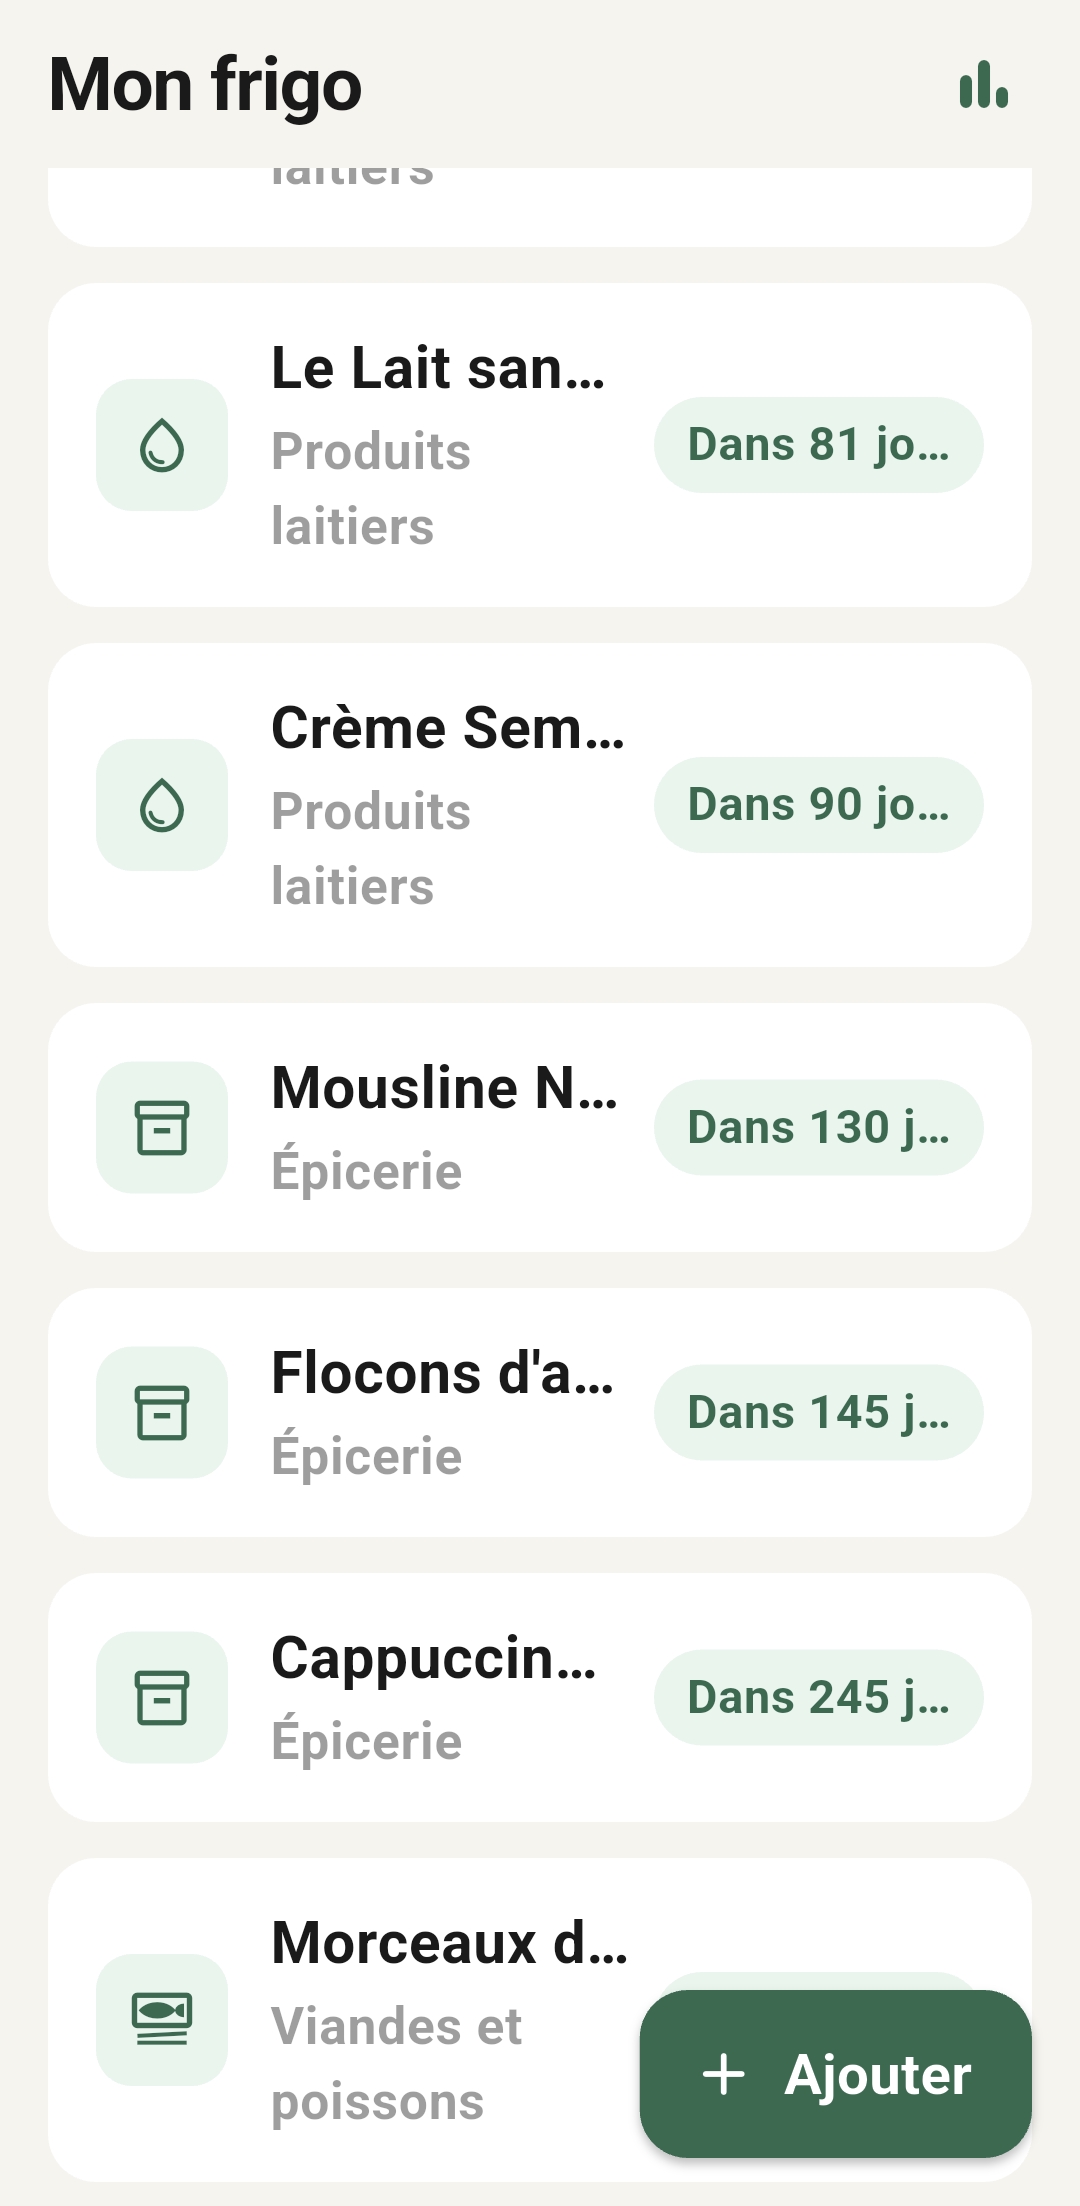 Mon frigo
laitiers
Le Lait san…
Produits
laitiers
Dans 81 jo…
Crème Sem…
Produits
laitiers
Dans 90 jo…
Mousline N…
Épicerie
Dans 130 j…
Flocons d'a…
Épicerie
Dans 145 j…
Cappuccin…
Épicerie
Dans 245 j…
Morceaux d…
Viandes et
poissons
Ajouter